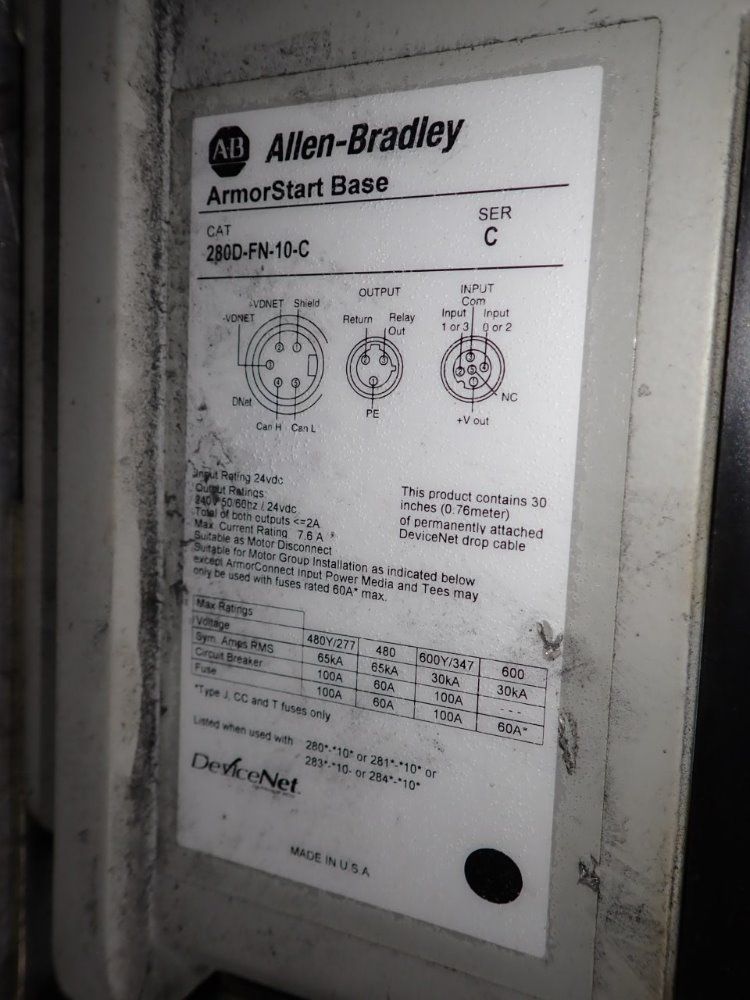 AB Allen-Bradley
ArmorStart Base
CAT
280D-FN-10-C
SER
C
-VDNET Shield
-VDNET
2 1
3
4 5
DNet
Can H Can L
OUTPUT
Return Relay
Out
PE
INPUT
Com
Input Input
1 or 3 0 or 2
NC
+V out
Input Rating 24vdc
Output Ratings
240V 50/60hz / 24vdc
Total of both outputs <=2A
Max Current Rating 7.6 A *
Suitable as Motor Disconnect
Suitable for Motor Group Installation as indicated below
except ArmorConnect Input Power Media and Tees may
only be used with fuses rated 60A* max.
This product contains 30
inches (0.76meter)
of permanently attached
DeviceNet drop cable
Max Ratings
Voltage 480Y/277 480 600Y/347 600
Sym. Amps RMS 65kA 65kA 30kA 30kA
Circuit Breaker 100A 60A 100A ---
Fuse 100A 60A 100A 60A*
*Type J, CC and T fuses only
Listed when used with 280*-*10* or 281*-*10* or
283*-*10- or 284*-*10*
DeviceNet
MADE IN U S A